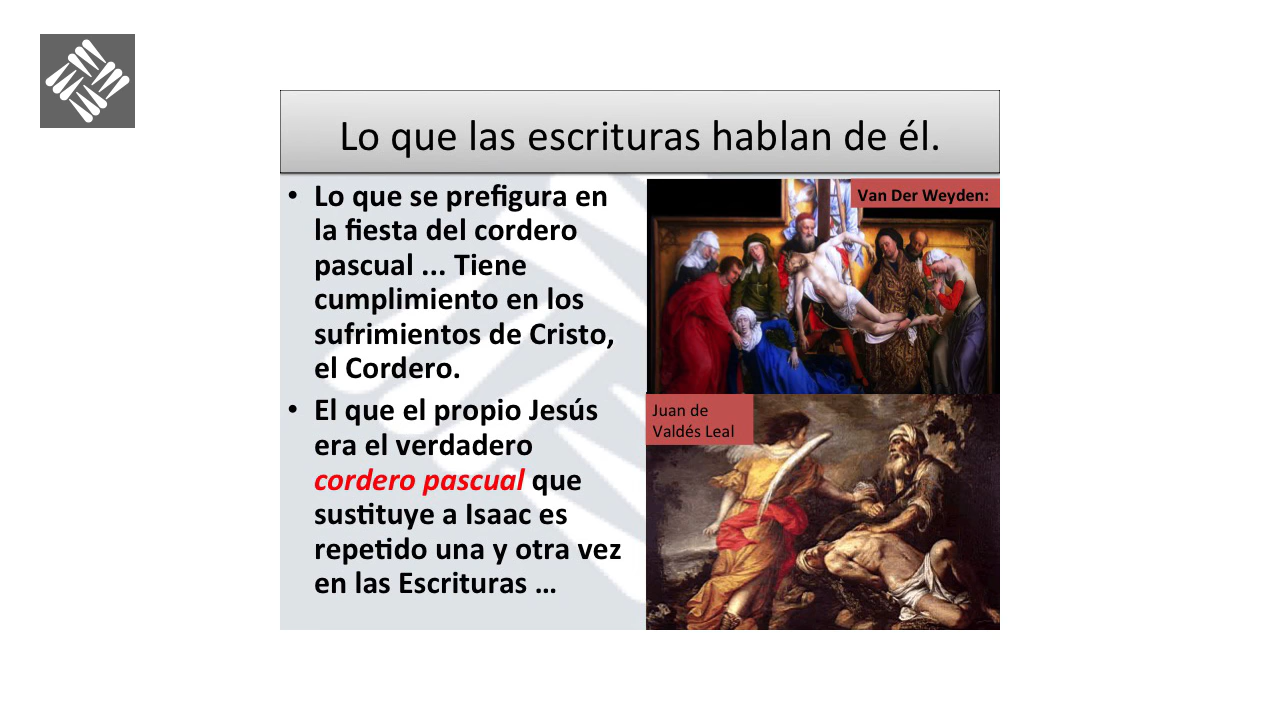 Lo que las escrituras hablan de él.
• Lo que se prefigura en
la fiesta del cordero
pascual ... Tiene
cumplimiento en los
sufrimientos de Cristo,
el Cordero.
• El que el propio Jesús
era el verdadero
cordero pascual que
sustituye a Isaac es
repetido una y otra vez
en las Escrituras ...
Van Der Weyden:
Juan de
Valdés Leal